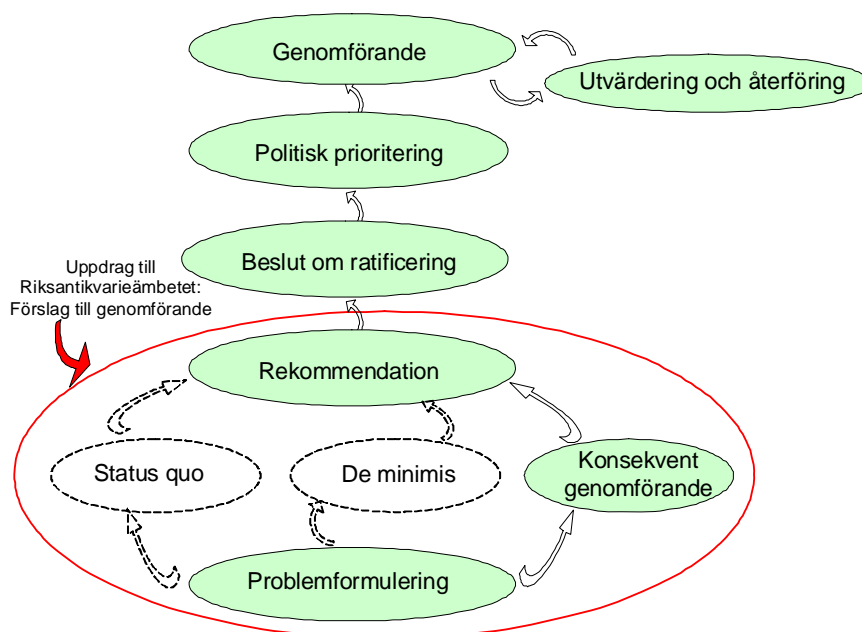 Genomförande
Utvärdering och återföring
Politisk prioritering
Beslut om ratificering
Uppdrag till
Riksantikvarieämbetet:
Förslag till genomförande
Rekommendation
Status quo
De minimis
Konsekvent
genomförande
Problemformulering